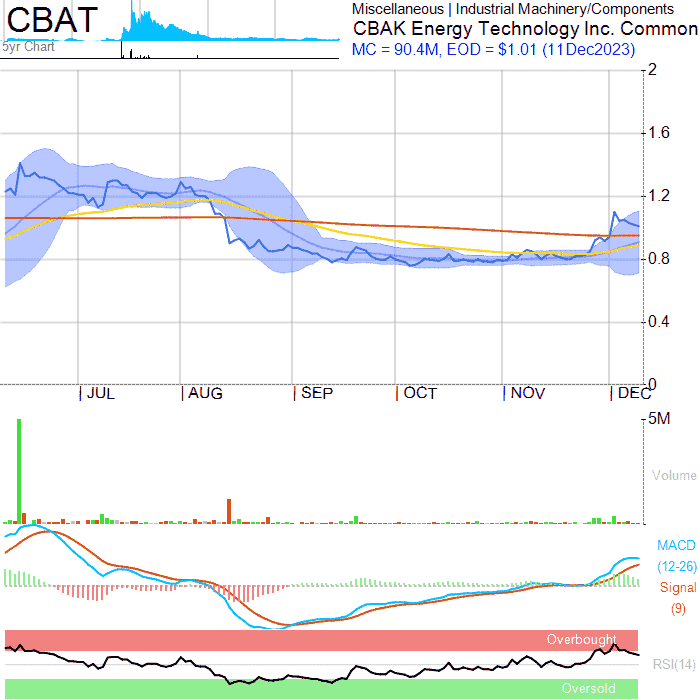 CBAT
5yr Chart
Miscellaneous | Industrial Machinery/Components
CBAK Energy Technology Inc. Common
MC = 90.4M, EOD = $1.01 (11Dec2023)
2
1.6
1.2
0.8
0.4
0
JUL AUG SEP OCT NOV DEC
5M
Volume
MACD
(12-26)
Signal
(9)
Overbought
RSI(14)
Oversold